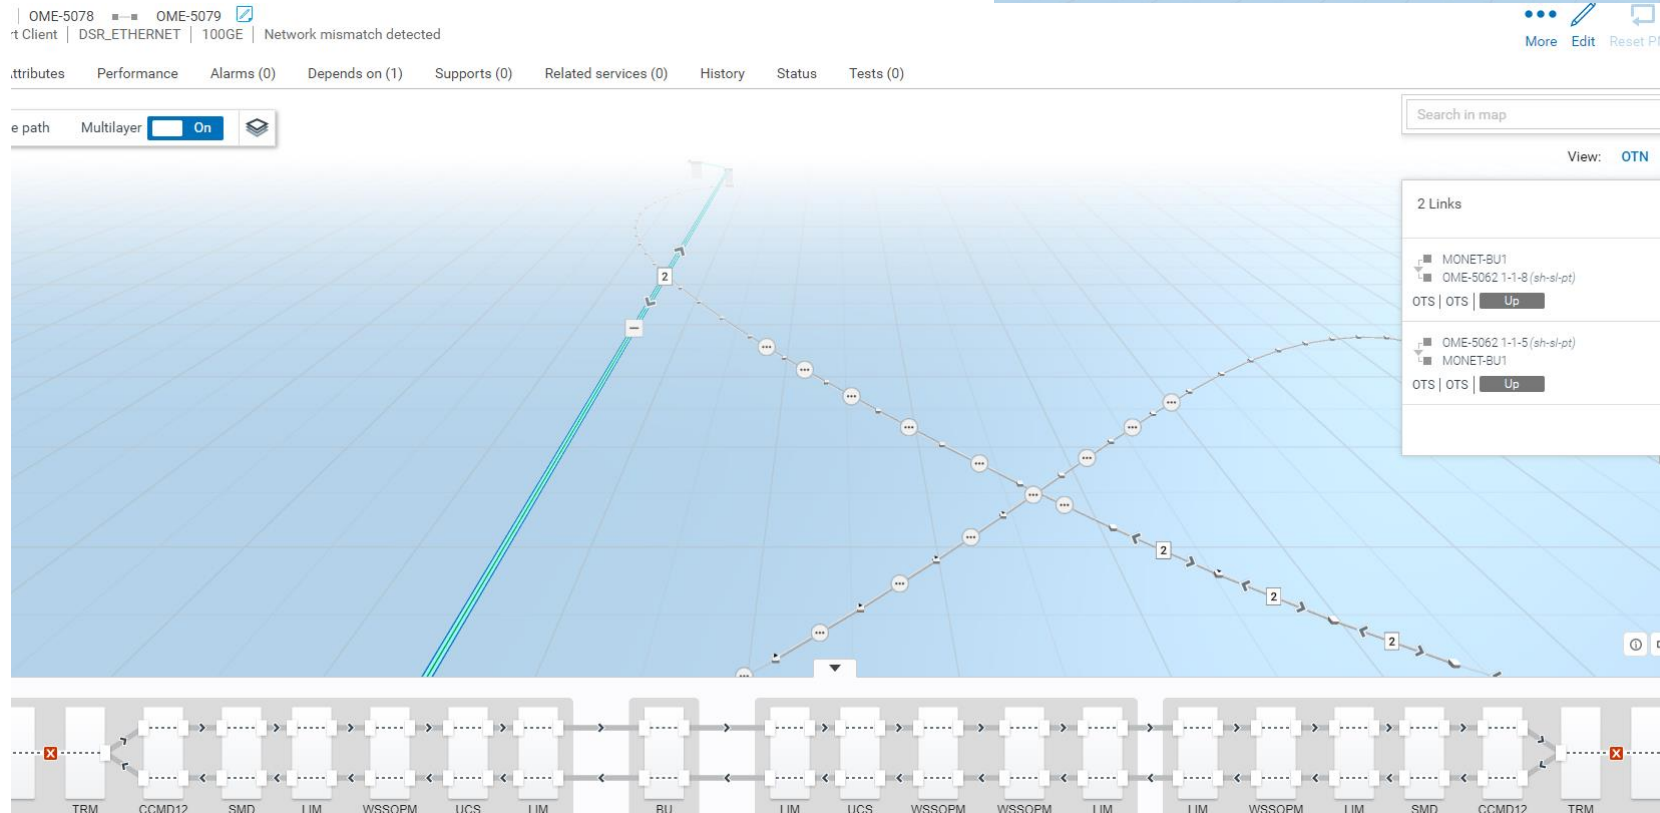 OME-5078 OME-5079
rt Client | DSR_ETHERNET | 100GE | Network mismatch detected
More Edit Reset PM
Attributes Performance Alarms (0) Depends on (1) Supports (0) Related services (0) History Status Tests (0)
e path Multilayer On
Search in map
View: OTN
2 Links
MONET-BU1
OME-5062 1-1-8 (sh-sl-pt)
OTS | OTS | Up
OME-5062 1-1-5 (sh-sl-pt)
MONET-BU1
OTS | OTS | Up
2
2
2
2
TRM CCMD12 SMD LIM WSSOPM UCS LIM BU LIM UCS WSSOPM WSSOPM LIM LIM WSSOPM LIM SMD CCMD12 TRM